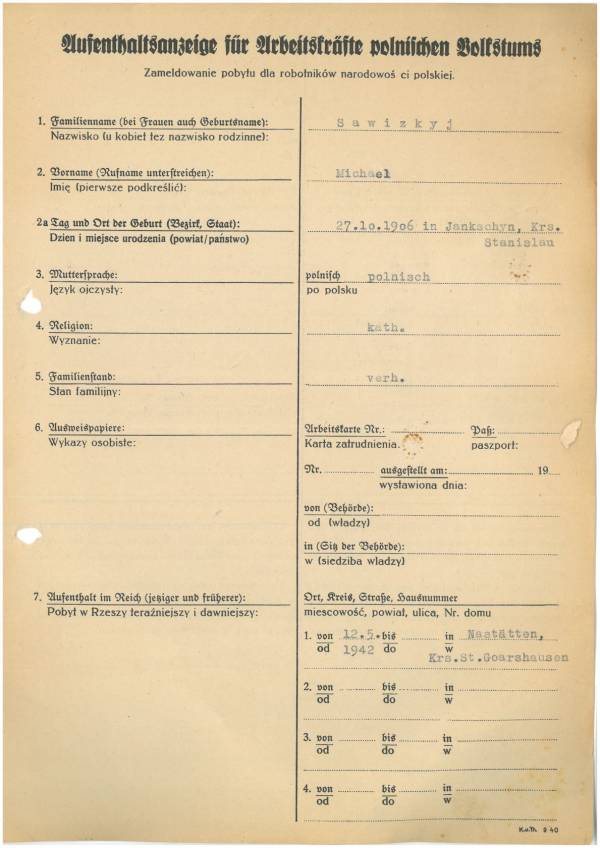 Aufenthaltsanzeige für Arbeitskräfte polnischen Volkstums
Zameldowanie pobytu dla robotników narodowoś ci polskiej.
1. Familienname (bei Frauen auch Geburtsname): Sawizkyj
Nazwisko (u kobiet też nazwisko rodzinne):
2. Vorname (Rufname unterstreichen): Michael
Imię (pierwsze podkreślić):
2a Tag und Ort der Geburt (Bezirk, Staat): 27.10.1906 in Jankschyn, Krs.
Dzien i miejsce urodzenia (powiat/państwo) Stanislau
3. Muttersprache: polnisch polnisch
Język ojczysty: po polsku
4. Religion: kath.
Wyznanie:
5. Familienstand: verh.
Stan familijny:
6. Ausweispapiere: Arbeitskarte Nr.: Paß:
Wykazy osobiste: Karta zatrudnienia. paszport:
Nr. ausgestellt am: 19
wystawiona dnia:
von (Behörde):
od (władzy)
in (Sitz der Behörde):
w (siedziba wladzy)
7. Aufenthalt im Reich (jetziger und früherer): Ort, Kreis, Straße, Hausnummer
Pobyt w Rzeszy teraźniejszy i dawniejszy: miescowość, powiat, ulica, Nr. domu
1. von 12.5. bis in Nastätten,
od 1942 do w Krs.St.Goarshausen
2. von bis in
od do w
3. von bis in
od do w
4. von bis in
od do w
K.u.Th. 9 40